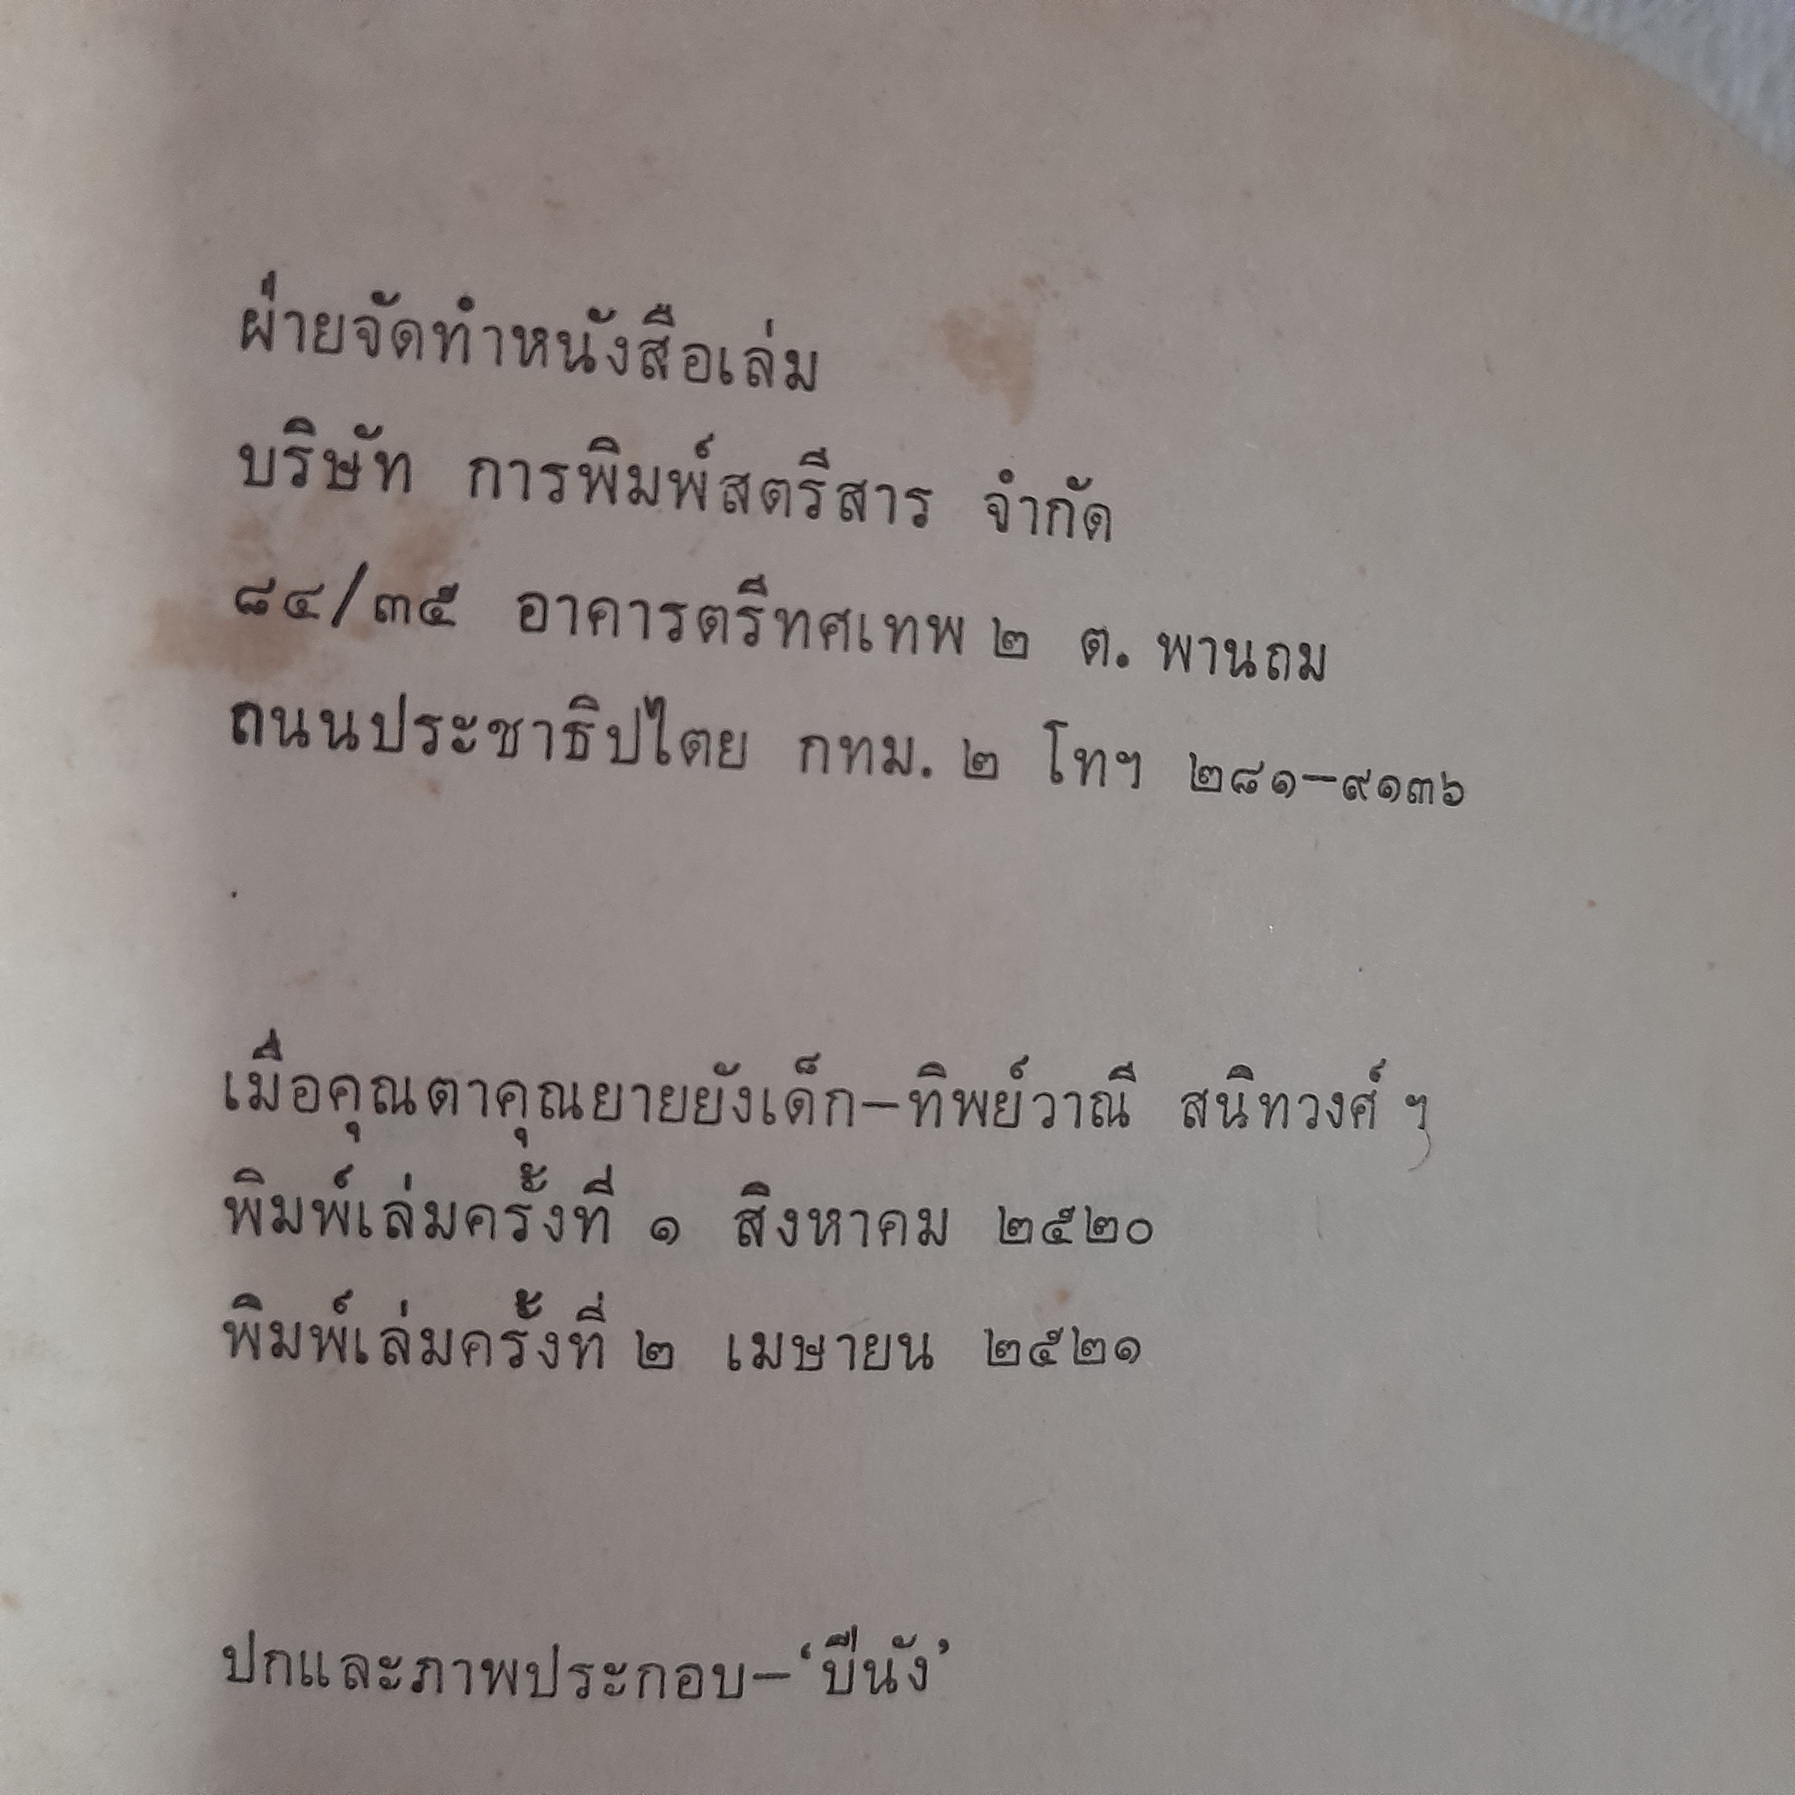 ฝ่ายจัดทำหนังสือเล่ม
บริษัท การพิมพ์สตรีสาร จำกัด
๘๔/๓๕ อาคารตรีทศเทพ ๒ ต. พานถม
ถนนประชาธิปไตย กทม. ๒ โทฯ ๒๘๑-๙๑๓๖
เมื่อคุณตาคุณยายยังเด็ก-ทิพย์วาณี สนิทวงศ์ ฯ
พิมพ์เล่มครั้งที่ ๑ สิงหาคม ๒๕๒๐
พิมพ์เล่มครั้งที่ ๒ เมษายน ๒๕๒๑
ปกและภาพประกอบ-‘ปีนัง’